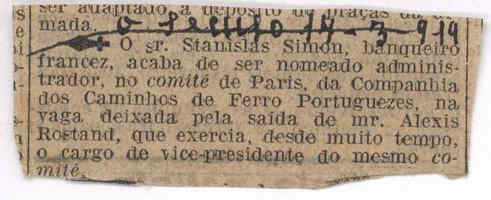 ser adaptado a deposito de praças da ar-
mada.
O Seculo 14-3-919
O sr. Stanislas Simon, banqueiro
francez, acaba de ser nomeado adminis-
trador, no comité de Paris, da Companhia
dos Caminhos de Ferro Portuguezes, na
vaga deixada pela saída de mr. Alexis
Rostand, que exercia, desde muito tempo,
o cargo de vice-presidente do mesmo co-
mité.